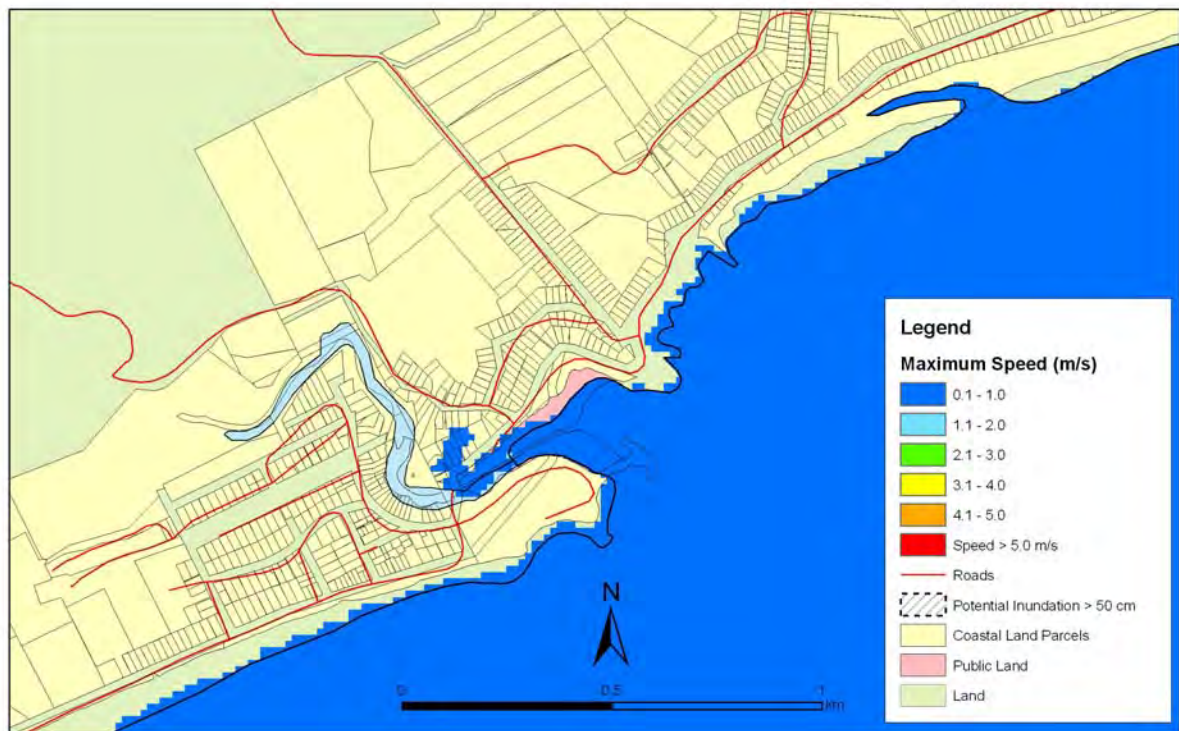 Legend
Maximum Speed (m/s)
0.1 - 1.0
1.1 - 2.0
2.1 - 3.0
3.1 - 4.0
4.1 - 5.0
Speed > 5.0 m/s
Roads
Potential Inundation > 50 cm
Coastal Land Parcels
Public Land
Land
N
0 0.5 1
km